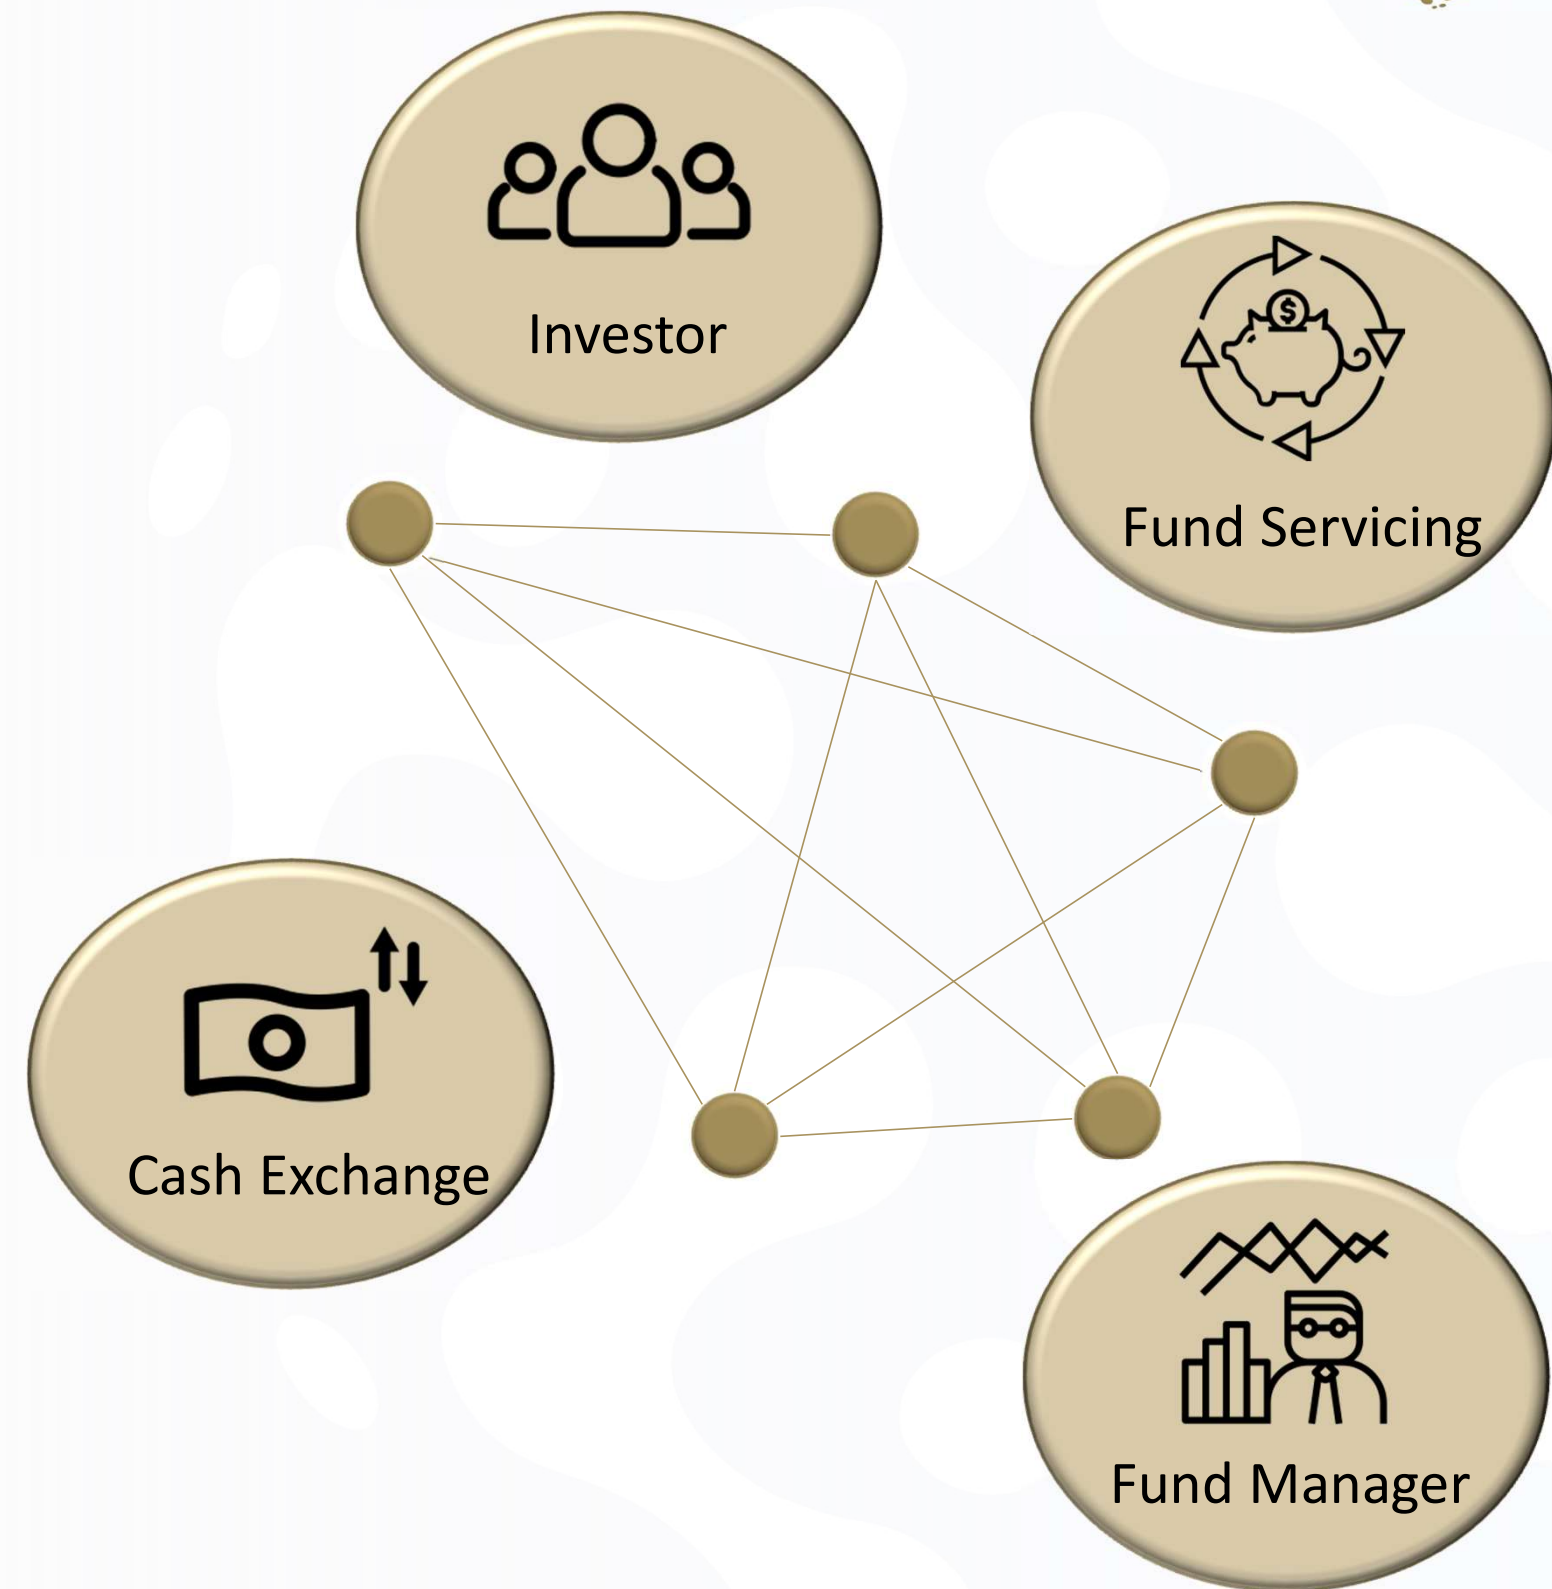 Investor
$
Fund Servicing
Cash Exchange
Fund Manager